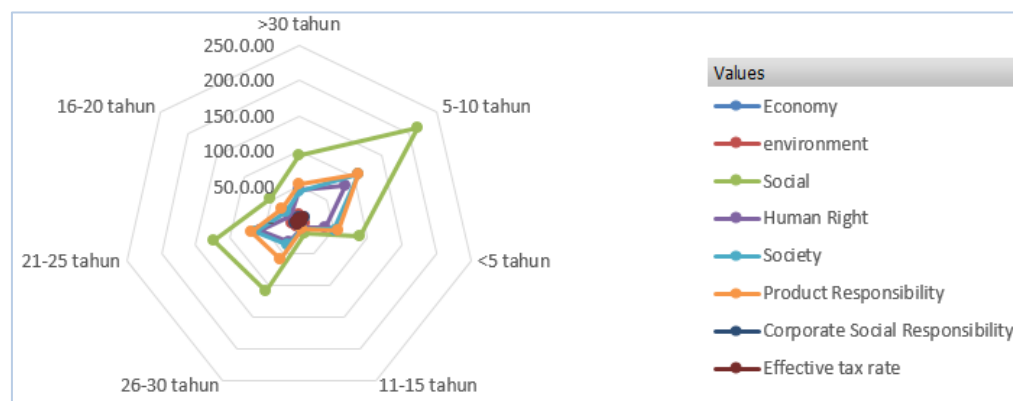 >30 tahun
250.0.00
200.0.00
150.0.00
100.0.00
50.0.00
16-20 tahun
5-10 tahun
21-25 tahun
<5 tahun
26-30 tahun
11-15 tahun
Values
Economy
environment
Social
Human Right
Society
Product Responsibility
Corporate Social Responsibility
Effective tax rate